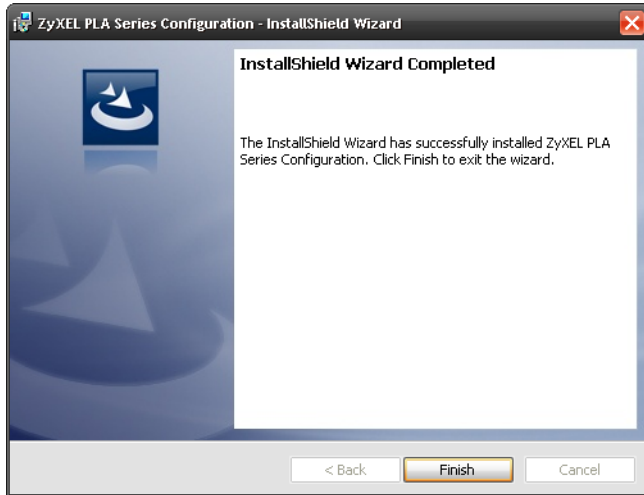 ZyXEL PLA Series Configuration - InstallShield Wizard
InstallShield Wizard Completed
The InstallShield Wizard has successfully installed ZyXEL PLA
Series Configuration. Click Finish to exit the wizard.
< Back
Finish
Cancel